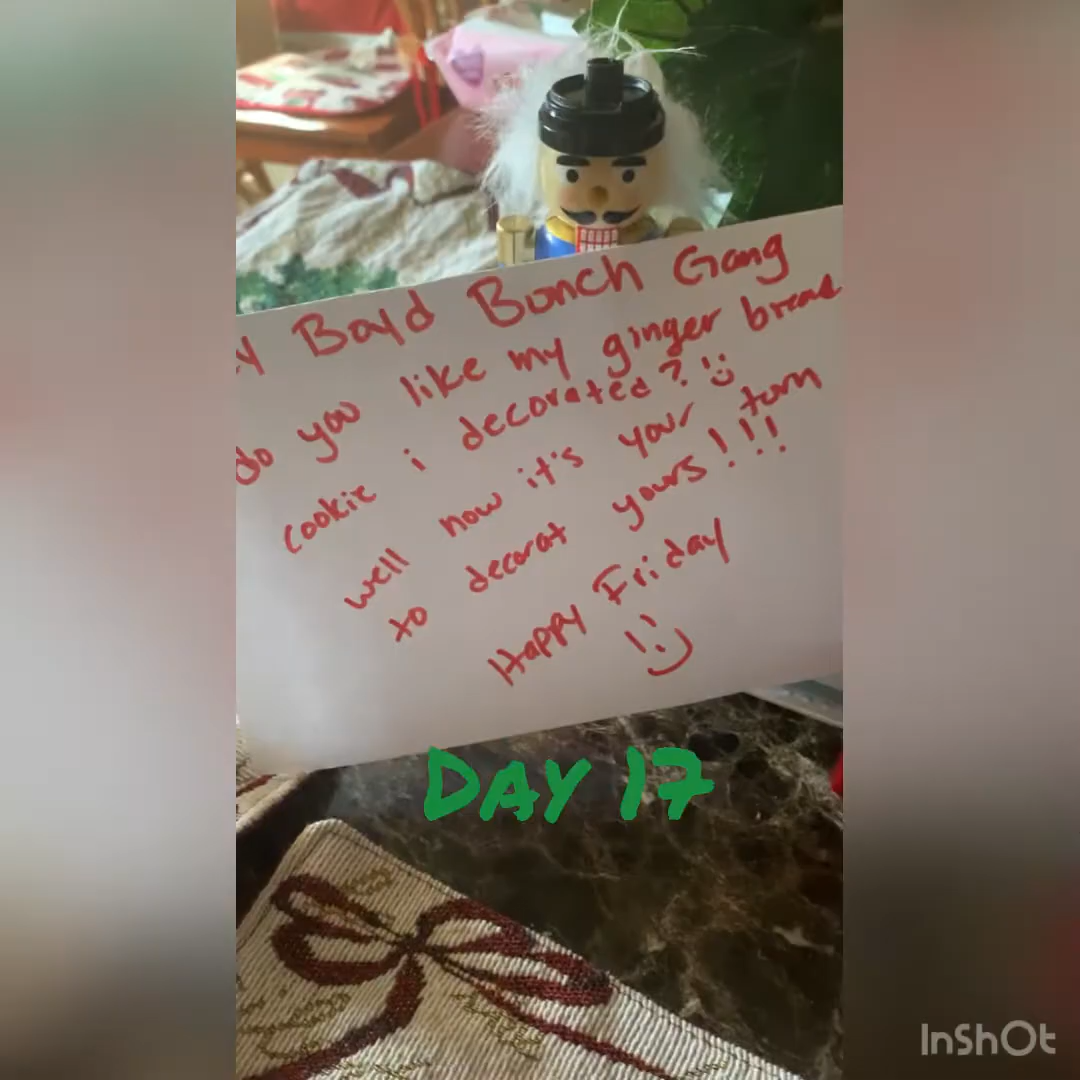 y Boyd Bunch Gang
do you like my ginger bread
cookie i decorated?!
well now it's your turn
to decorat yours!!!
Happy Friday
DAY 17
InShOt